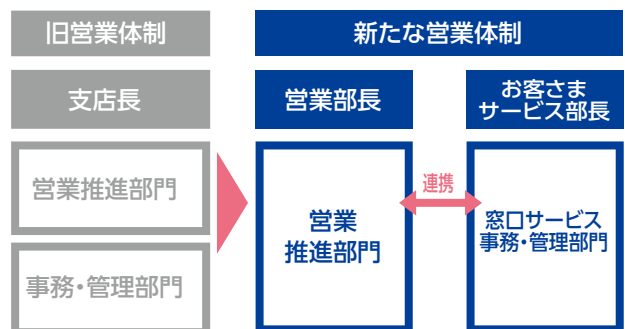 旧営業体制
新たな営業体制
支店長
営業部長
お客さま
サービス部長
営業推進部門
事務・管理部門
営業
推進部門
連携
窓口サービス
事務・管理部門